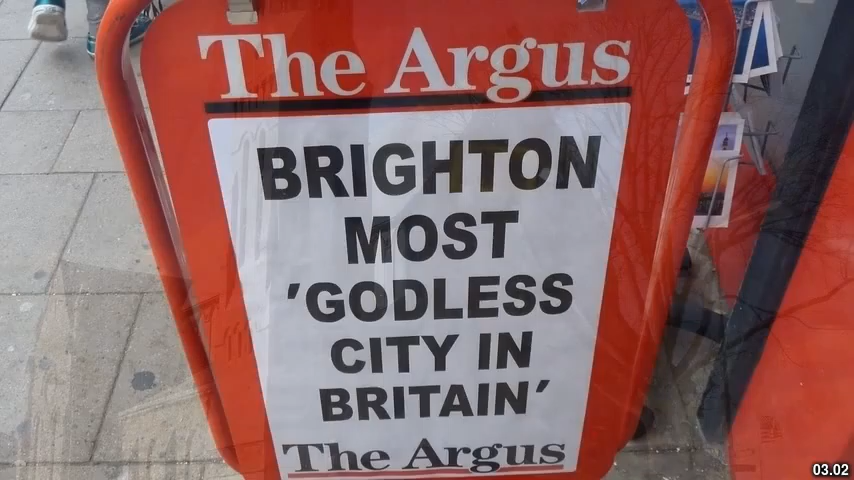 The Argus
BRIGHTON
MOST
'GODLESS
CITY IN
BRITAIN'
The Argus
03.02